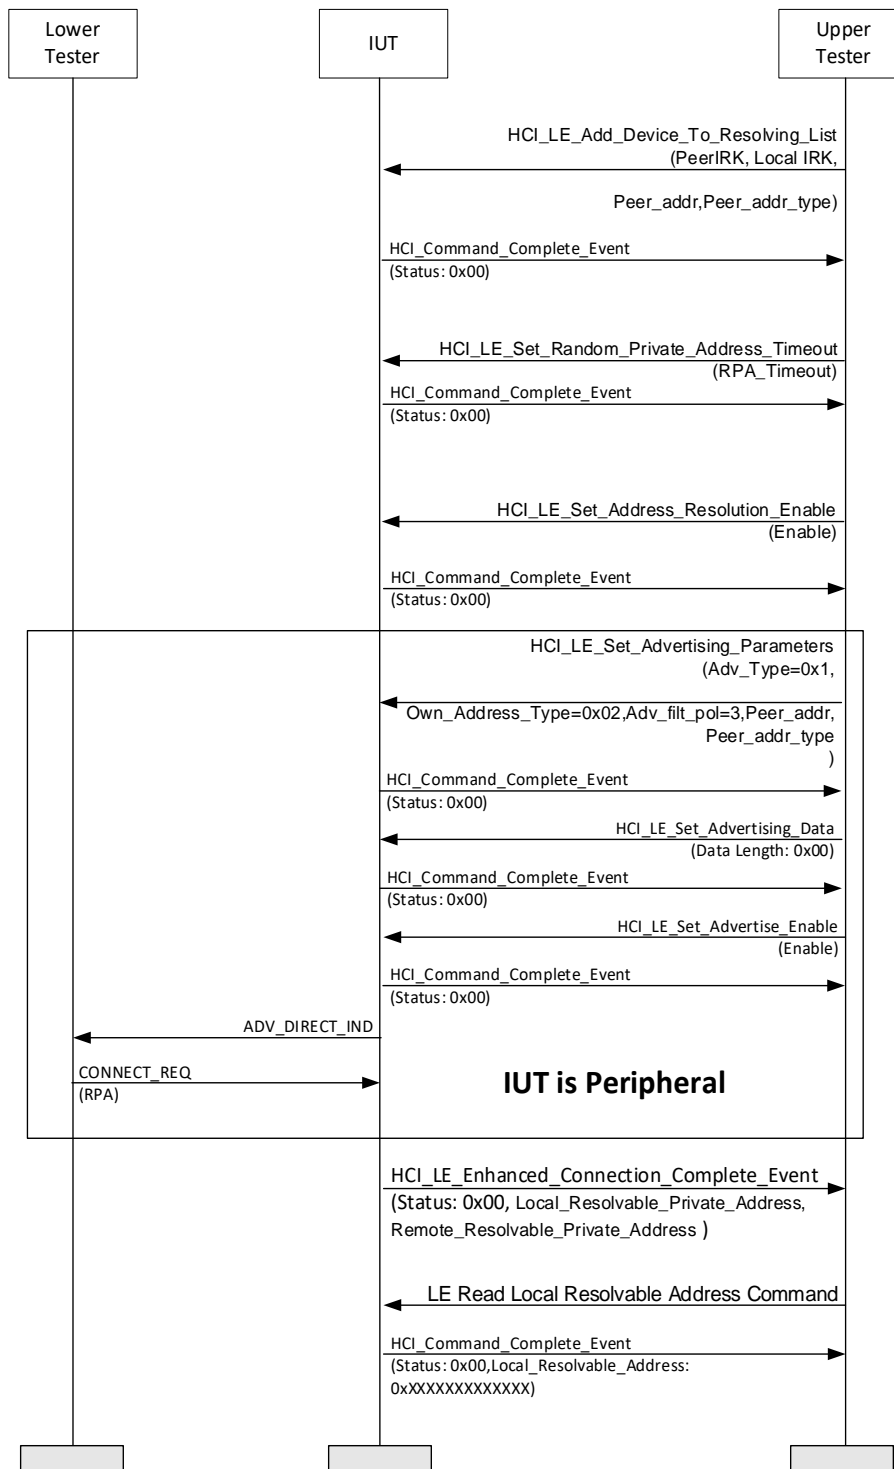 Lower
Tester
IUT
Upper
Tester
HCI_LE_Add_Device_To_Resolving_List
(PeerIRK, Local IRK,
Peer_addr,Peer_addr_type)
HCI_Command_Complete_Event
(Status: 0x00)
HCI_LE_Set_Random_Private_Address_Timeout
(RPA_Timeout)
HCI_Command_Complete_Event
(Status: 0x00)
HCI_LE_Set_Address_Resolution_Enable
(Enable)
HCI_Command_Complete_Event
(Status: 0x00)
HCI_LE_Set_Advertising_Parameters
(Adv_Type=0x1,
Own_Address_Type=0x02,Adv_filt_pol=3,Peer_addr,
Peer_addr_type
)
HCI_Command_Complete_Event
(Status: 0x00)
HCI_LE_Set_Advertising_Data
(Data Length: 0x00)
HCI_Command_Complete_Event
(Status: 0x00)
HCI_LE_Set_Advertise_Enable
(Enable)
HCI_Command_Complete_Event
(Status: 0x00)
ADV_DIRECT_IND
CONNECT_REQ
(RPA)
IUT is Peripheral
HCI_LE_Enhanced_Connection_Complete_Event
(Status: 0x00, Local_Resolvable_Private_Address,
Remote_Resolvable_Private_Address )
LE Read Local Resolvable Address Command
HCI_Command_Complete_Event
(Status: 0x00,Local_Resolvable_Address:
0xXXXXXXXXXXXXX)